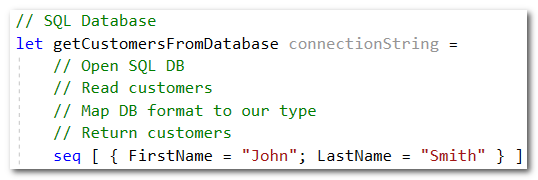 // SQL Database
let getCustomersFromDatabase connectionString =
    // Open SQL DB
    // Read customers
    // Map DB format to our type
    // Return customers
    seq [ { FirstName = "John"; LastName = "Smith" } ]